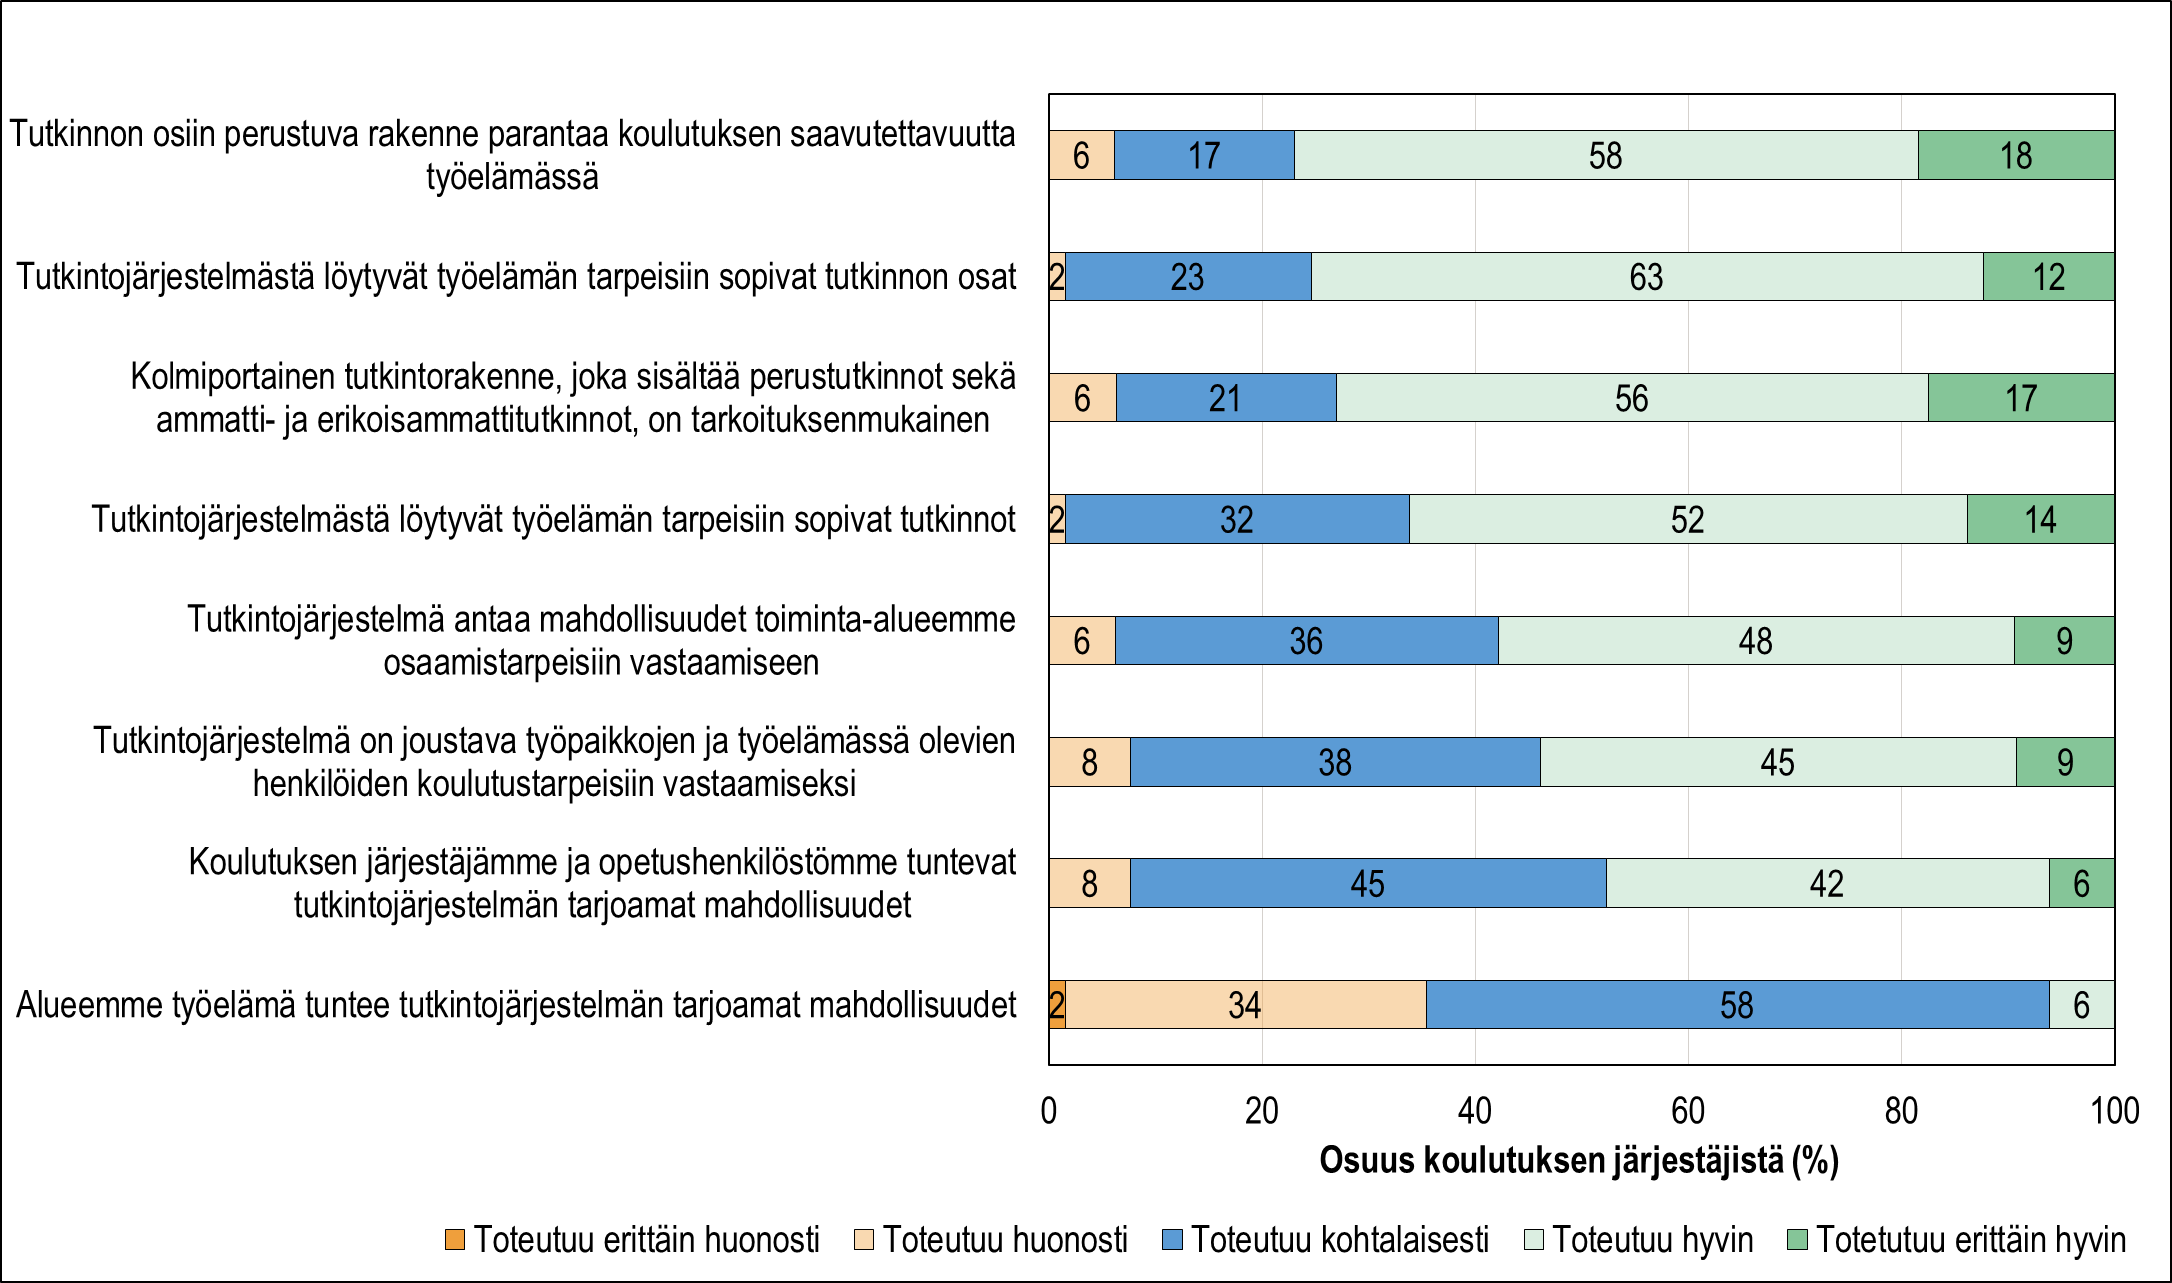 Tutkinnon osiin perustuva rakenne parantaa koulutuksen saavutettavuutta
työelämässä
6 17 58 18
Tutkintojärjestelmästä löytyvät työelämän tarpeisiin sopivat tutkinnon osat
2 23 63 12
Kolmiportainen tutkintorakenne, joka sisältää perustutkinnot sekä
ammatti- ja erikoisammattitutkinnot, on tarkoituksenmukainen
6 21 56 17
Tutkintojärjestelmästä löytyvät työelämän tarpeisiin sopivat tutkinnot
2 32 52 14
Tutkintojärjestelmä antaa mahdollisuudet toiminta-alueemme
osaamistarpeisiin vastaamiseen
6 36 48 9
Tutkintojärjestelmä on joustava työpaikkojen ja työelämässä olevien
henkilöiden koulutustarpeisiin vastaamiseksi
8 38 45 9
Koulutuksen järjestäjämme ja opetushenkilöstömme tuntevat
tutkintojärjestelmän tarjoamat mahdollisuudet
8 45 42 6
Alueemme työelämä tuntee tutkintojärjestelmän tarjoamat mahdollisuudet
2 34 58 6
0 20 40 60 80 100
Osuus koulutuksen järjestäjistä (%)
Toteutuu erittäin huonosti Toteutuu huonosti Toteutuu kohtalaisesti Toteutuu hyvin Totetutuu erittäin hyvin